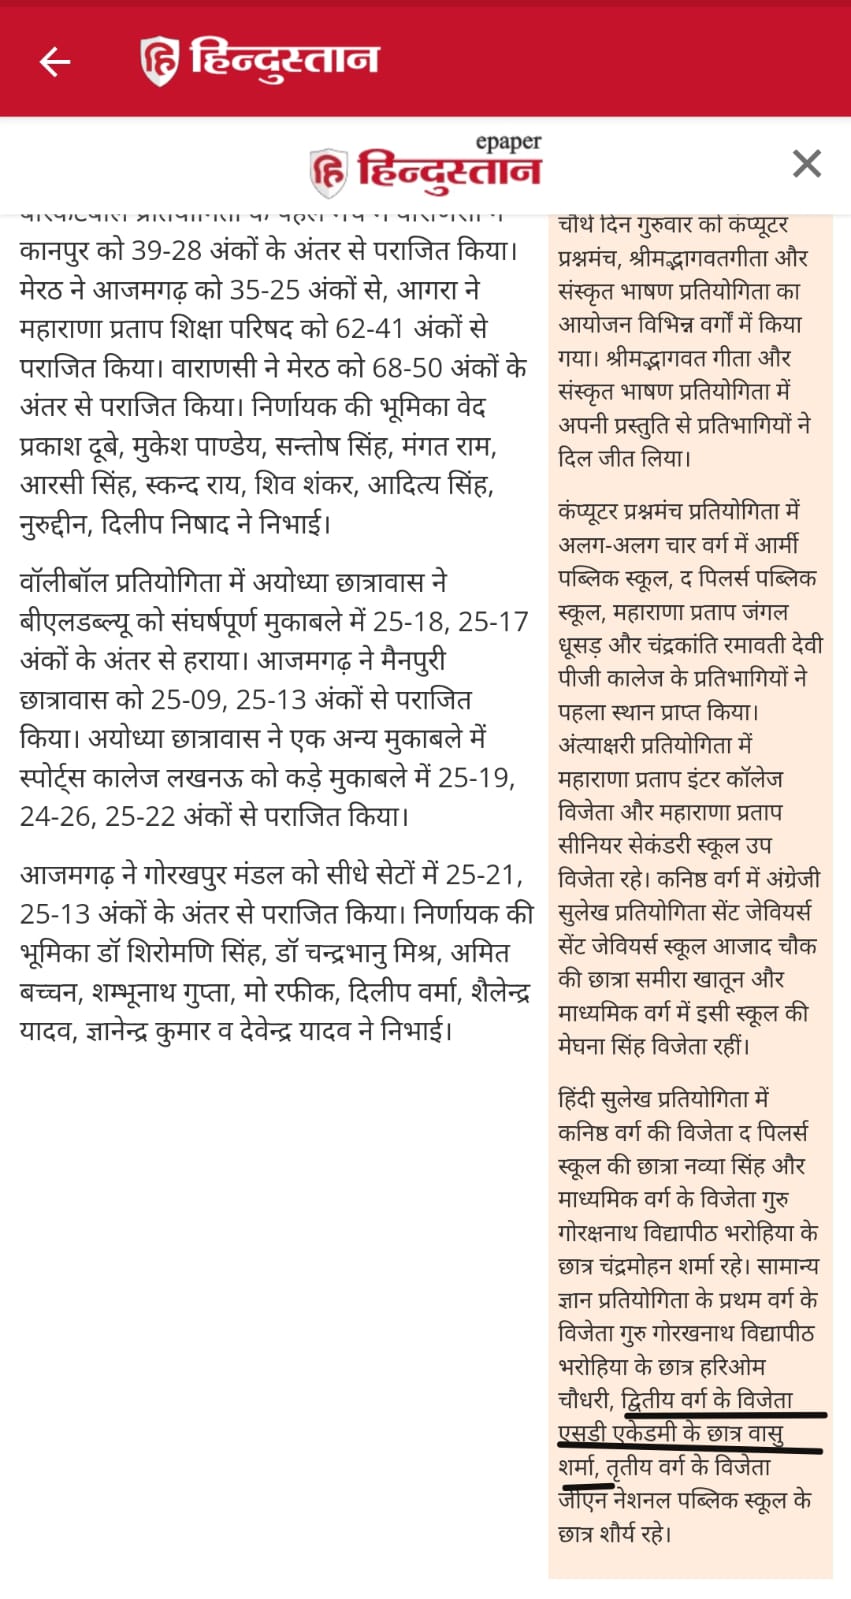 हिन्दुस्तान
epaper
हिन्दुस्तान
कानपुर को 39-28 अंकों के अंतर से पराजित किया।
मेरठ ने आजमगढ़ को 35-25 अंकों से, आगरा ने
महाराणा प्रताप शिक्षा परिषद को 62-41 अंकों से
पराजित किया। वाराणसी ने मेरठ को 68-50 अंकों के
अंतर से पराजित किया। निर्णायक की भूमिका वेद
प्रकाश दूबे, मुकेश पाण्डेय, सन्तोष सिंह, मंगत राम,
आरसी सिंह, स्कन्द राय, शिव शंकर, आदित्य सिंह,
नुरुद्दीन, दिलीप निषाद ने निभाई।
वॉलीबॉल प्रतियोगिता में अयोध्या छात्रावास ने
बीएलडब्ल्यू को संघर्षपूर्ण मुकाबले में 25-18, 25-17
अंकों के अंतर से हराया। आजमगढ़ ने मैनपुरी
छात्रावास को 25-09, 25-13 अंकों से पराजित
किया। अयोध्या छात्रावास ने एक अन्य मुकाबले में
स्पोर्ट्स कालेज लखनऊ को कड़े मुकाबले में 25-19,
24-26, 25-22 अंकों से पराजित किया।
आजमगढ़ ने गोरखपुर मंडल को सीधे सेटों में 25-21,
25-13 अंकों के अंतर से पराजित किया। निर्णायक की
भूमिका डॉ शिरोमणि सिंह, डॉ चन्द्रभानु मिश्र, अमित
बच्चन, शम्भूनाथ गुप्ता, मो रफीक, दिलीप वर्मा, शैलेन्द्र
यादव, ज्ञानेन्द्र कुमार व देवेन्द्र यादव ने निभाई।
चौथे दिन गुरुवार को कंप्यूटर
प्रश्नमंच, श्रीमद्भागवतगीता और
संस्कृत भाषण प्रतियोगिता का
आयोजन विभिन्न वर्गों में किया
गया। श्रीमद्भागवत गीता और
संस्कृत भाषण प्रतियोगिता में
अपनी प्रस्तुति से प्रतिभागियों ने
दिल जीत लिया।
कंप्यूटर प्रश्नमंच प्रतियोगिता में
अलग-अलग चार वर्ग में आर्मी
पब्लिक स्कूल, द पिलर्स पब्लिक
स्कूल, महाराणा प्रताप जंगल
धूसड़ और चंद्रकांति रमावती देवी
पीजी कालेज के प्रतिभागियों ने
पहला स्थान प्राप्त किया।
अंत्याक्षरी प्रतियोगिता में
महाराणा प्रताप इंटर कॉलेज
विजेता और महाराणा प्रताप
सीनियर सेकंडरी स्कूल उप
विजेता रहे। कनिष्ठ वर्ग में अंग्रेजी
सुलेख प्रतियोगिता सेंट जेवियर्स
सेंट जेवियर्स स्कूल आजाद चौक
की छात्रा समीरा खातून और
माध्यमिक वर्ग में इसी स्कूल की
मेघना सिंह विजेता रहीं।
हिंदी सुलेख प्रतियोगिता में
कनिष्ठ वर्ग की विजेता द पिलर्स
स्कूल की छात्रा नव्या सिंह और
माध्यमिक वर्ग के विजेता गुरु
गोरक्षनाथ विद्यापीठ भरोहिया के
छात्र चंद्रमोहन शर्मा रहे। सामान्य
ज्ञान प्रतियोगिता के प्रथम वर्ग के
विजेता गुरु गोरखनाथ विद्यापीठ
भरोहिया के छात्र हरिओम
चौधरी, द्वितीय वर्ग के विजेता
एसडी एकेडमी के छात्र वासु
शर्मा, तृतीय वर्ग के विजेता
जीएन नेशनल पब्लिक स्कूल के
छात्र शौर्य रहे।